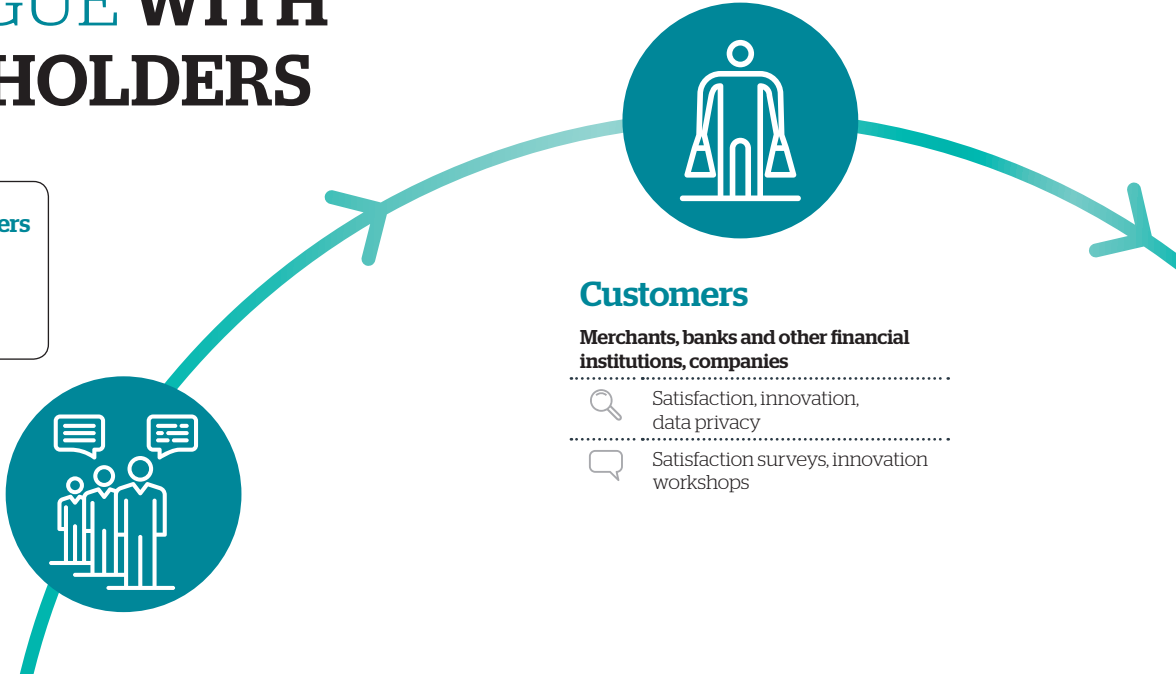 GUE WITH
HOLDERS
ers
Customers
Merchants, banks and other financial
institutions, companies
Satisfaction, innovation,
data privacy
Satisfaction surveys, innovation
workshops